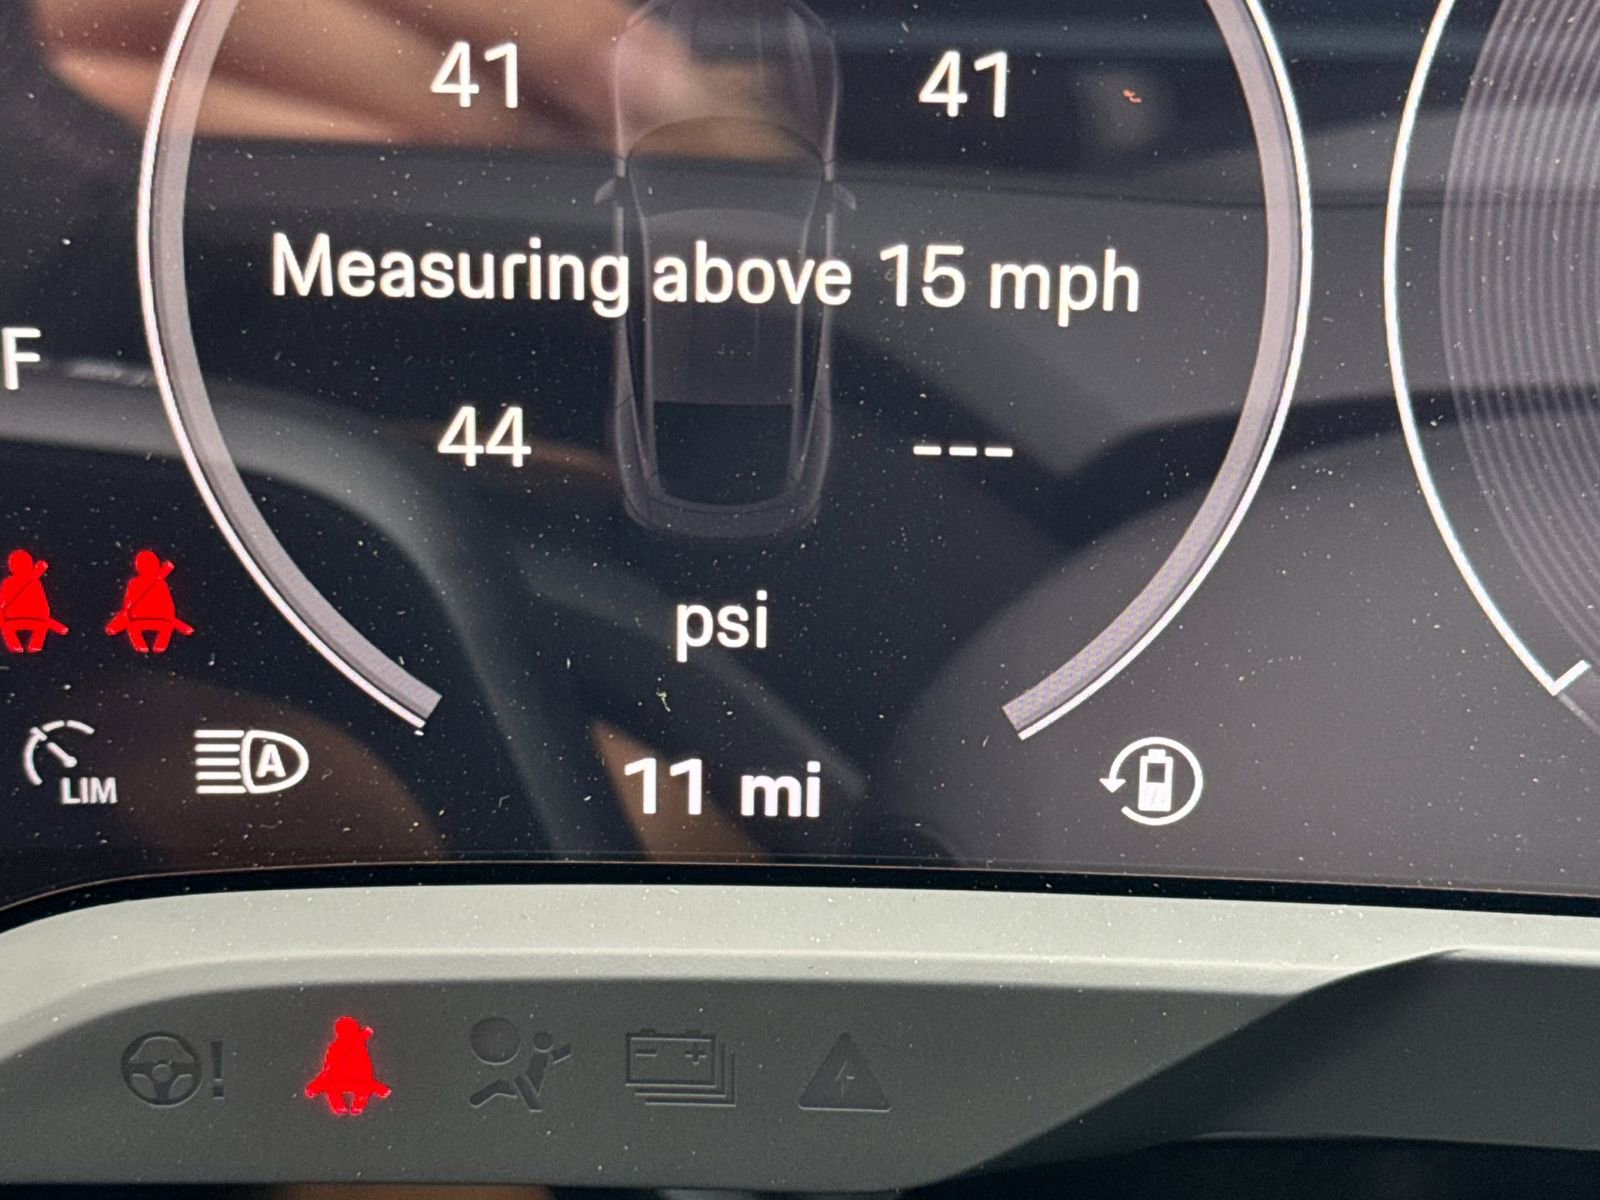 41 41
Measuring above 15 mph
F
44 ---
psi
LIM A
11 mi